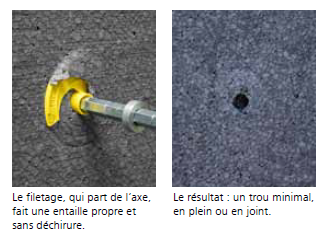 Le filetage, qui part de l'axe,
fait une entaille propre et
sans déchirure.
Le résultat : un trou minimal,
en plein ou en joint.